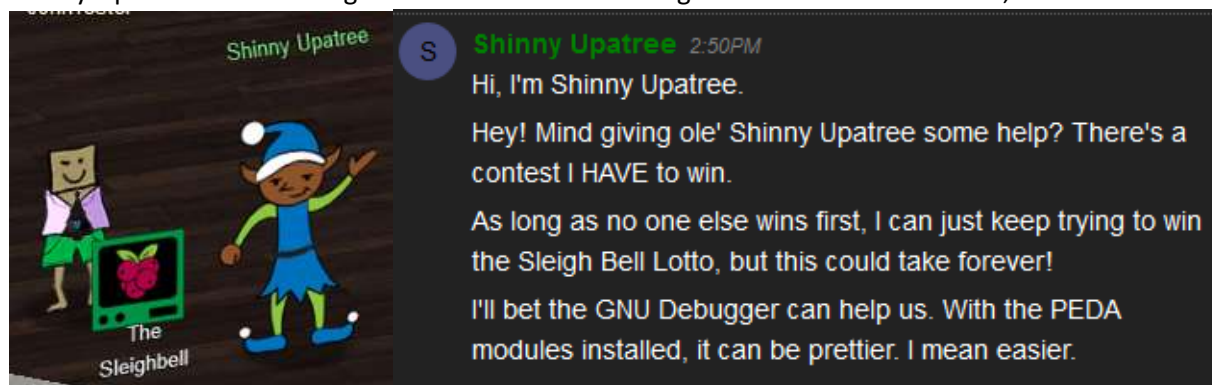 Shinny Upatree
S
Shinny Upatree 2:50PM
Hi, I'm Shinny Upatree.
Hey! Mind giving ole' Shinny Upatree some help? There's a
contest I HAVE to win.
As long as no one else wins first, I can just keep trying to win
the Sleigh Bell Lotto, but this could take forever!
I'll bet the GNU Debugger can help us. With the PEDA
modules installed, it can be prettier. I mean easier.
The
Sleighbell